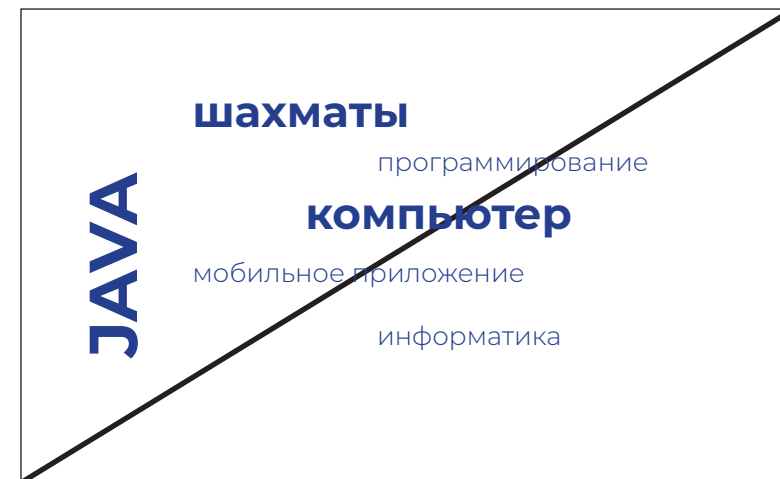 шахматы
программирование
JAVA
компьютер
мобильное приложение
информатика